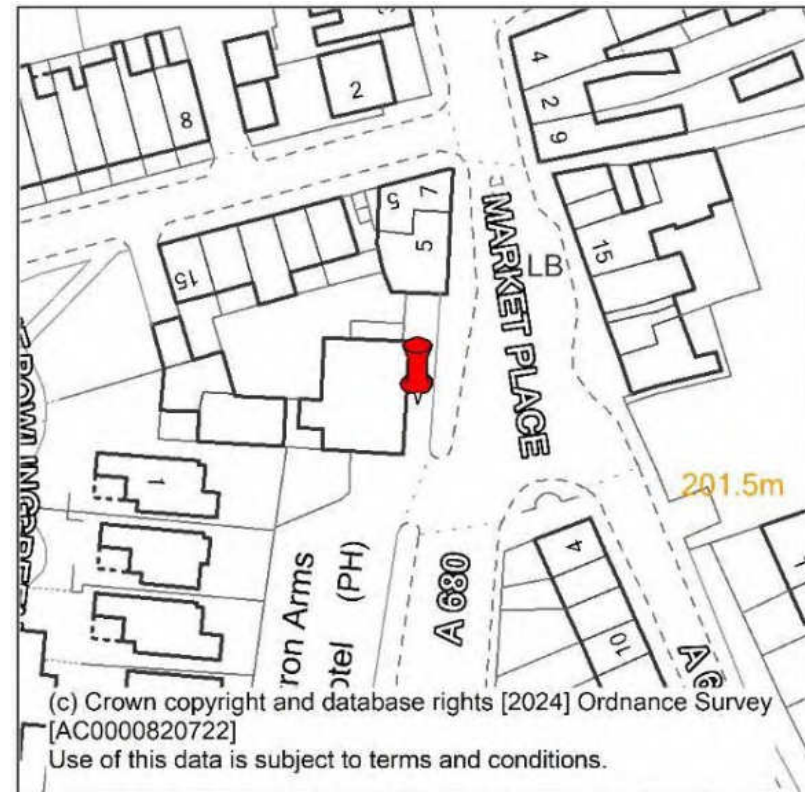 4
2
2
9
8
5
7
5
MARKET PLACE
LB
15
15
201.5m
1
ron Arms
otel (PH)
A 680
4
10
A 6
(c) Crown copyright and database rights [2024] Ordnance Survey
[AC0000820722]
Use of this data is subject to terms and conditions.